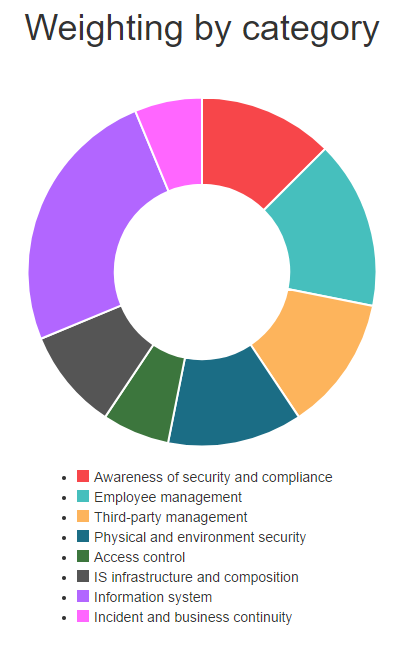 Weighting by category
Awareness of security and compliance
Employee management
Third-party management
Physical and environment security
Access control
IS infrastructure and composition
Information system
Incident and business continuity